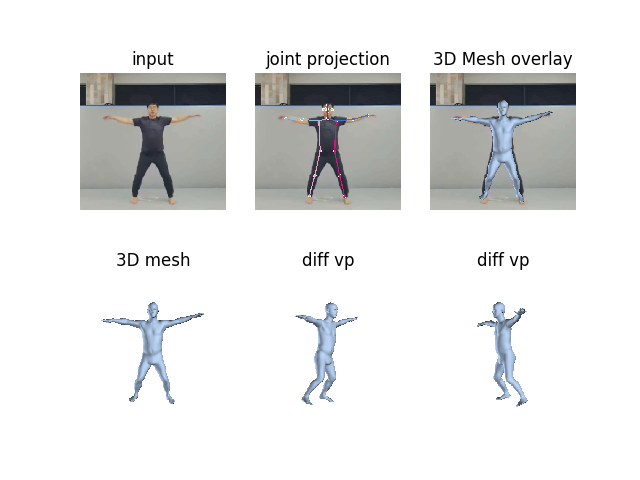 input
joint projection
3D Mesh overlay
3D mesh
diff vp
diff vp